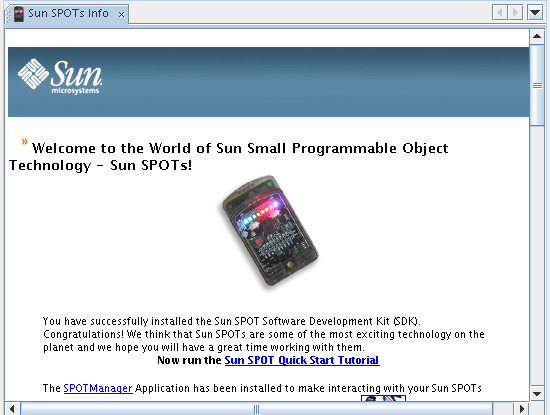 Sun SPOTs Info
Sun
microsystems
» Welcome to the World of Sun Small Programmable Object
Technology - Sun SPOTs!
You have successfully installed the Sun SPOT Software Development Kit (SDK).
Congratulations! We think that Sun SPOTs are some of the most exciting technology on the
planet and we hope you will have a great time working with them.
Now run the Sun SPOT Quick Start Tutorial
The SPOTManager Application has been installed to make interacting with your Sun SPOTs